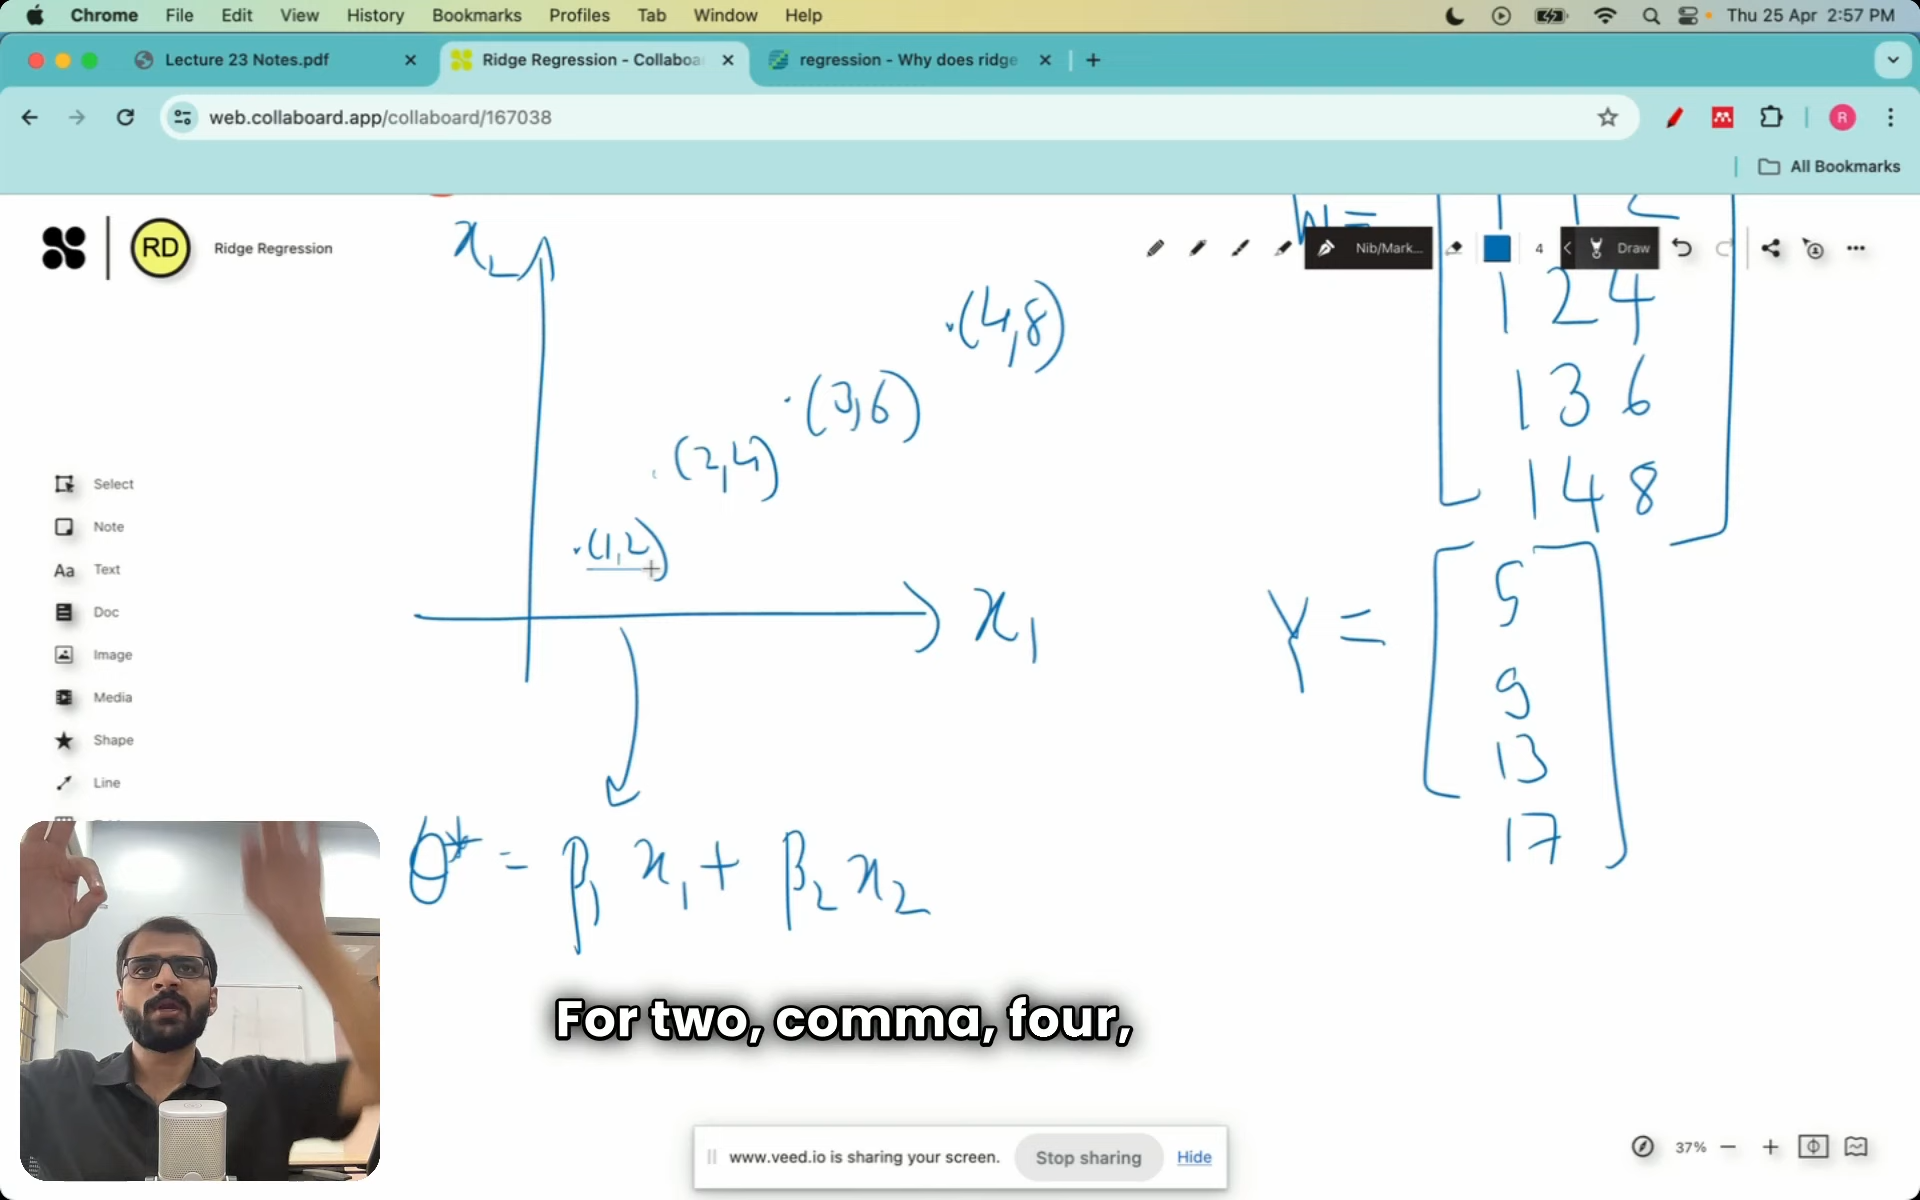 Chrome File Edit View History Bookmarks Profiles Tab Window Help Thu 25 Apr 2:57 PM
Lecture 23 Notes.pdf Ridge Regression - Collaboa regression - Why does ridge
web.collaboard.app/collaboard/167038 R
All Bookmarks
RD Ridge Regression
Nib/Mark... 4 Draw
Select
Note
Aa Text
Doc
Image
Media
Shape
Line
x₂
(4,8)
(3,6)
(2,4)
(1,2)
x₁
θ* = β₁ x₁ + β₂ x₂
1 1 2
1 2 4
1 3 6
1 4 8
Y =
5
9
13
17
For two, comma, four,
www.veed.io is sharing your screen. Stop sharing Hide
37%